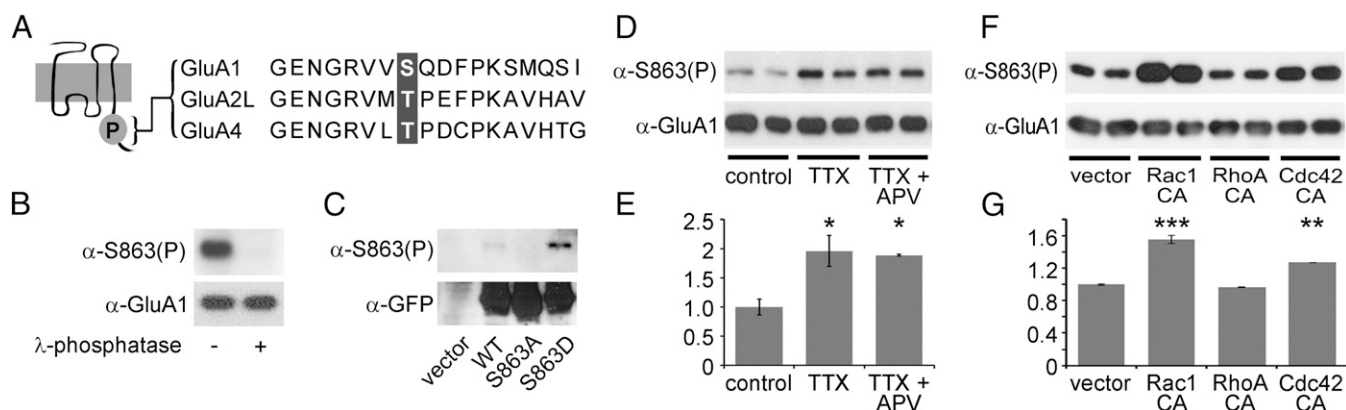 A
P
GluA1 GENGRVVSQDFPKSMQSI
GluA2L GENGRVMTPEFPKAVHAV
GluA4 GENGRVLTPDCPKAVHTG
B
α-S863(P)
α-GluA1
λ-phosphatase - +
C
α-S863(P)
α-GFP
vector WT S863A S863D
D
α-S863(P)
α-GluA1
control TTX TTX +
APV
E
2.5
2
1.5
1.0
0.5
0
* *
control TTX TTX +
APV
F
α-S863(P)
α-GluA1
vector Rac1 RhoA Cdc42
CA CA CA
G
1.6
1.2
0.8
0.4
0
*** **
vector Rac1 RhoA Cdc42
CA CA CA